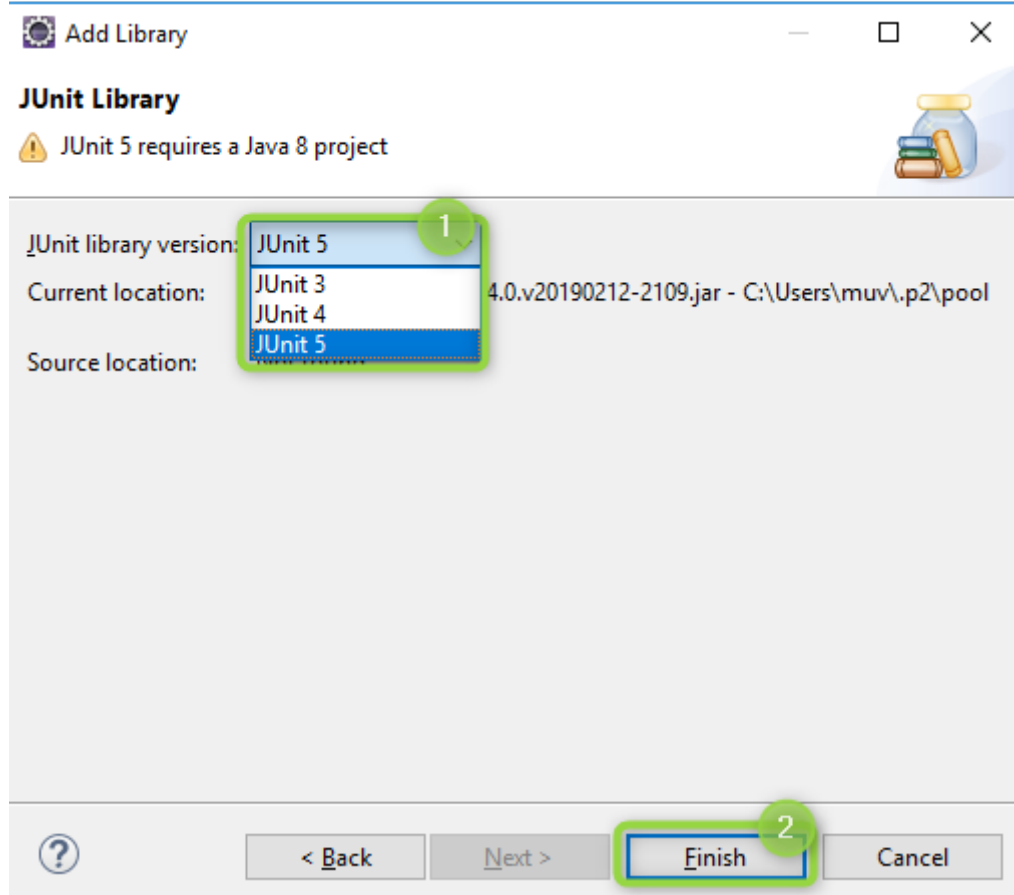 Add Library
JUnit Library
JUnit 5 requires a Java 8 project
1
JUnit library version: JUnit 5
JUnit 3
Current location: 4.0.v20190212-2109.jar - C:\Users\muv\.p2\pool
JUnit 4
JUnit 5
Source location:
2
< Back Next > Finish Cancel